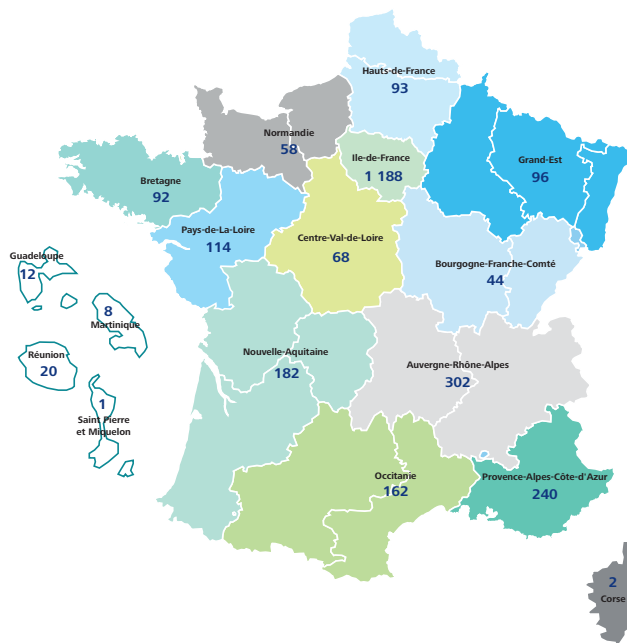 Hauts-de-France
93
Normandie
58
Ile-de-France
1 188
Grand-Est
96
Bretagne
92
Pays-de-La-Loire
114
Centre-Val-de-Loire
68
Bourgogne-Franche-Comté
44
Guadeloupe
12
8
Martinique
Réunion
20
1
Saint Pierre
et Miquelon
Nouvelle-Aquitaine
182
Auvergne-Rhône-Alpes
302
Occitanie
162
Provence-Alpes-Côte-d'Azur
240
2
Corse